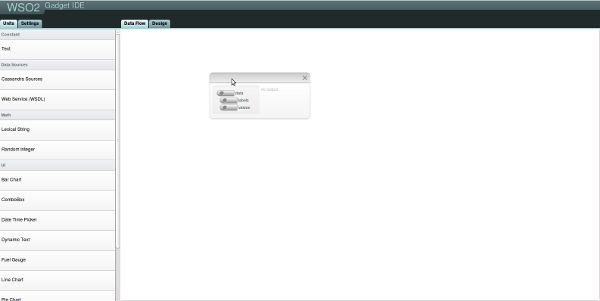 WSO2 Gadget IDE
Units Settings
Data Flow Design
Constant
Text
Data Sources
Cassandra Sources
Web Service (WSDL)
Math
Lexical String
Random Integer
UI
Bar Chart
ComboBox
Date Time Picker
Dynamic Text
Fuel Gauge
Line Chart
Pie Chart
data
labels
values
no output